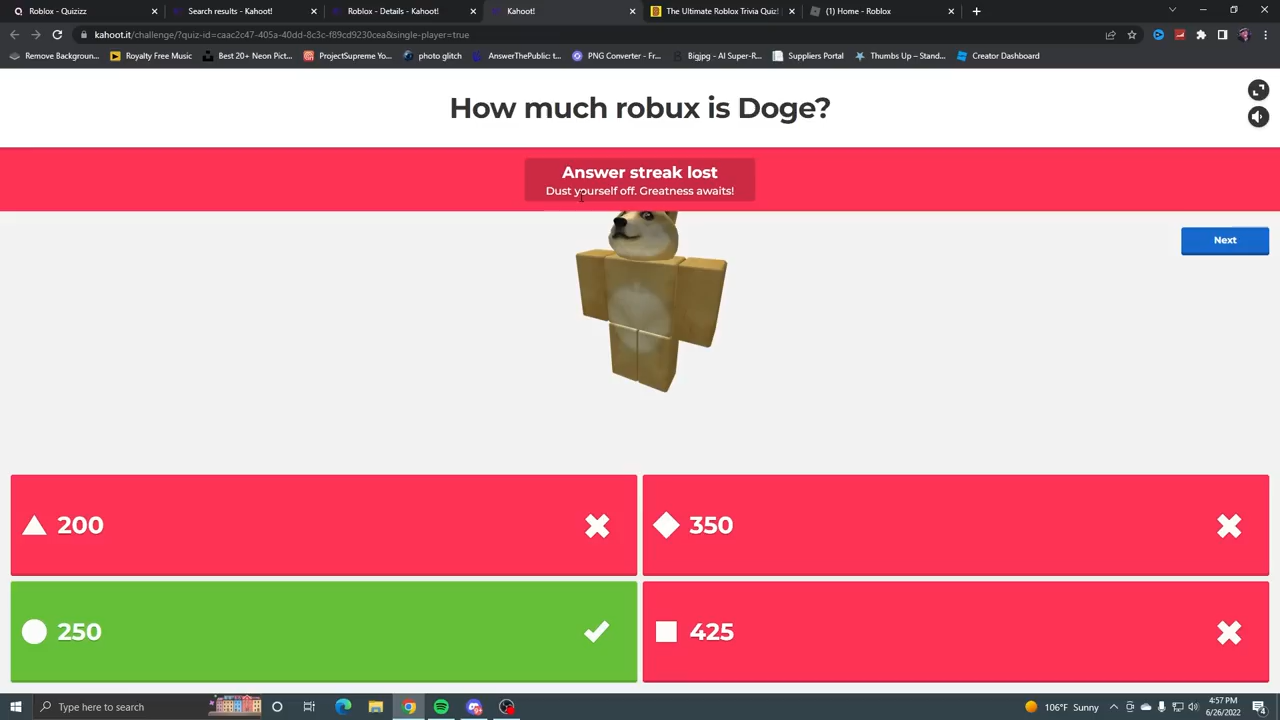 Roblox - Quizizz
Search results - Kahoot!
Roblox - Details - Kahoot!
Kahoot!
The Ultimate Roblox Trivia Quiz!
(1) Home - Roblox
kahoot.it/challenge/?quiz-id=caac2c47-405a-40dd-8c3c-f89cd9230cea&single-player=true
Remove Backgroun...
Royalty Free Music
Best 20+ Neon Pict...
ProjectSupreme Yo...
photo glitch
AnswerThePublic: t...
PNG Converter - Fr...
Bigjpg - AI Super-R...
Suppliers Portal
Thumbs Up – Stand...
Creator Dashboard
How much robux is Doge?
Answer streak lost
Dust yourself off. Greatness awaits!
Next
200
350
250
425
Type here to search
106°F Sunny
4:57 PM
6/26/2022
4